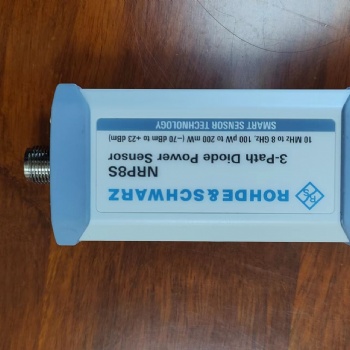 R&S
ROHDE&SCHWARZ
NRP8S
3-Path Diode Power Sensor
10 MHz to 8 GHz, 100 pW to 200 mW (−70 dBm to +23 dBm)
SMART SENSOR TECHNOLOGY